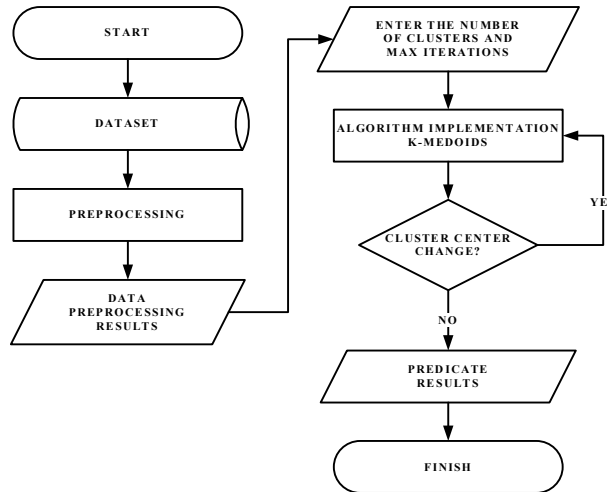 START
DATASET
PREPROCESSING
DATA
PREPROCESSING
RESULTS
ENTER THE NUMBER
OF CLUSTERS AND
MAX ITERATIONS
ALGORITHM IMPLEMENTATION
K-MEDOIDS
CLUSTER CENTER
CHANGE?
YE
NO
PREDICATE
RESULTS
FINISH